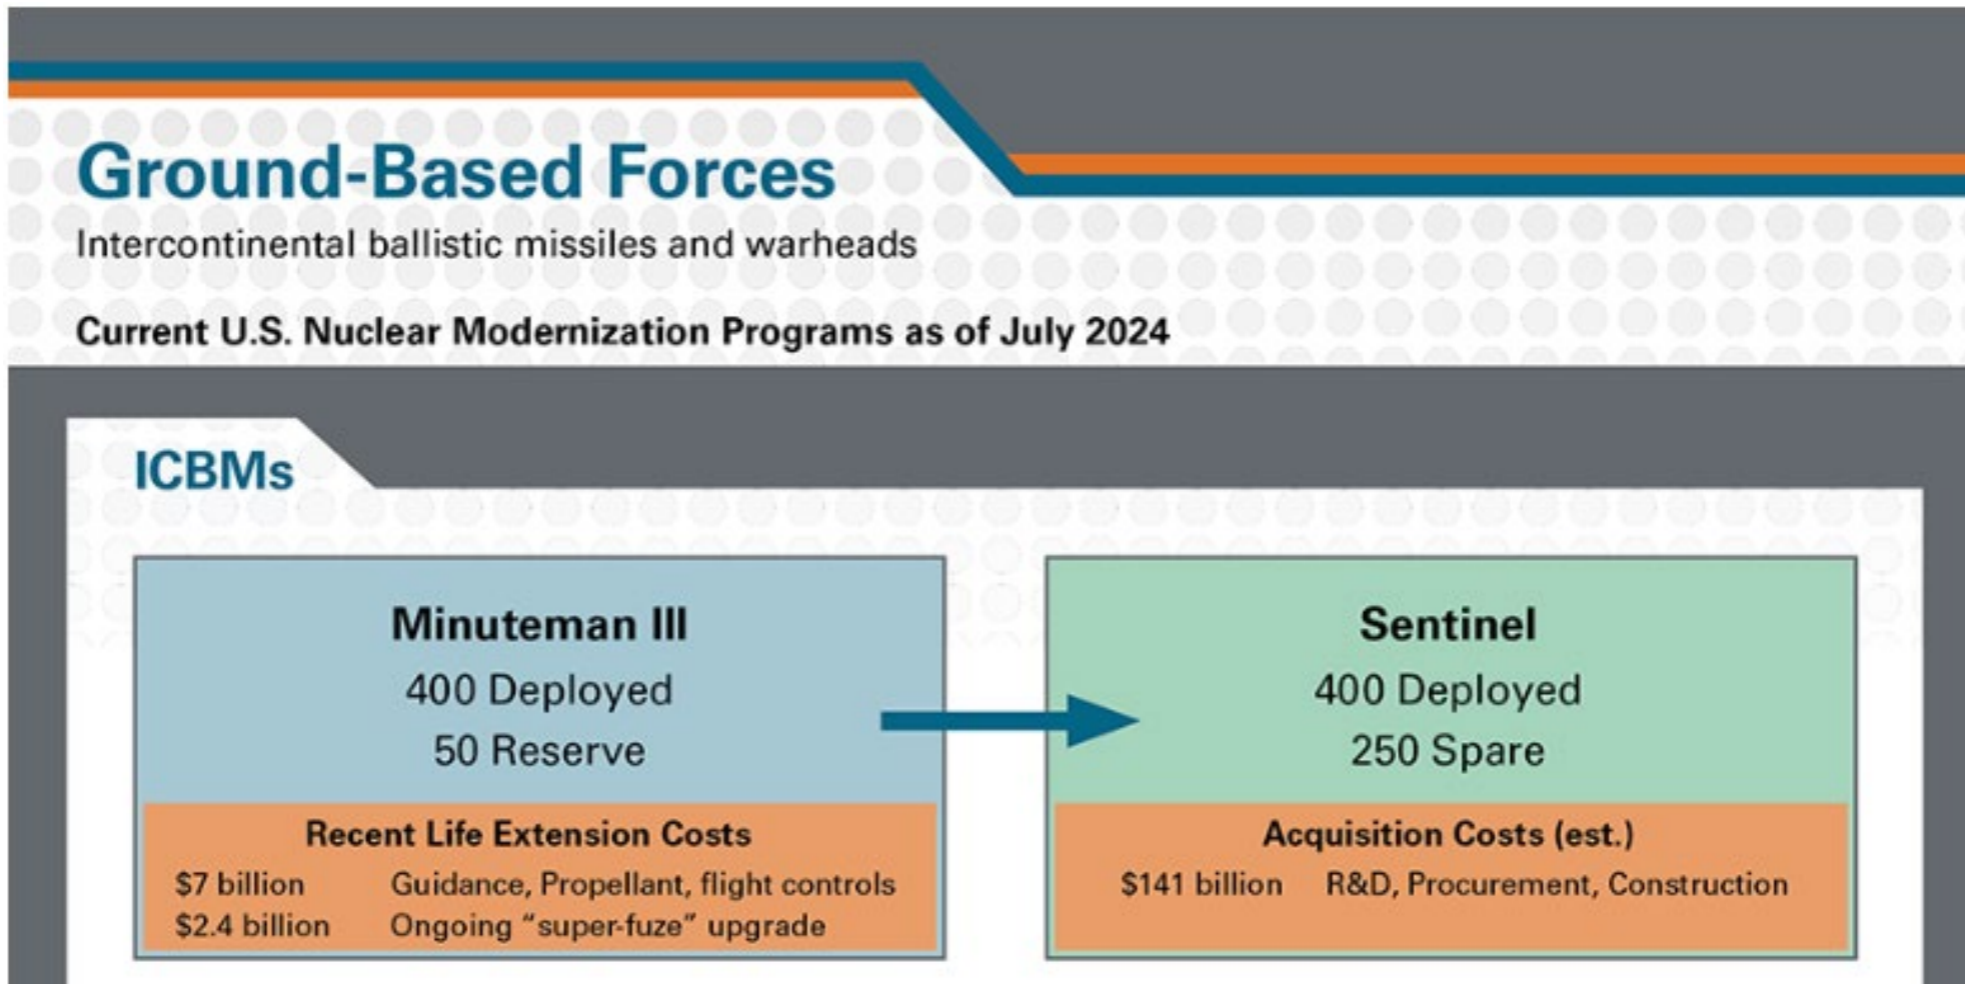 Ground-Based Forces
Intercontinental ballistic missiles and warheads
Current U.S. Nuclear Modernization Programs as of July 2024
ICBMs
Minuteman III
400 Deployed
50 Reserve
Recent Life Extension Costs
$7 billion Guidance, Propellant, flight controls
$2.4 billion Ongoing “super-fuze” upgrade
Sentinel
400 Deployed
250 Spare
Acquisition Costs (est.)
$141 billion R&D, Procurement, Construction